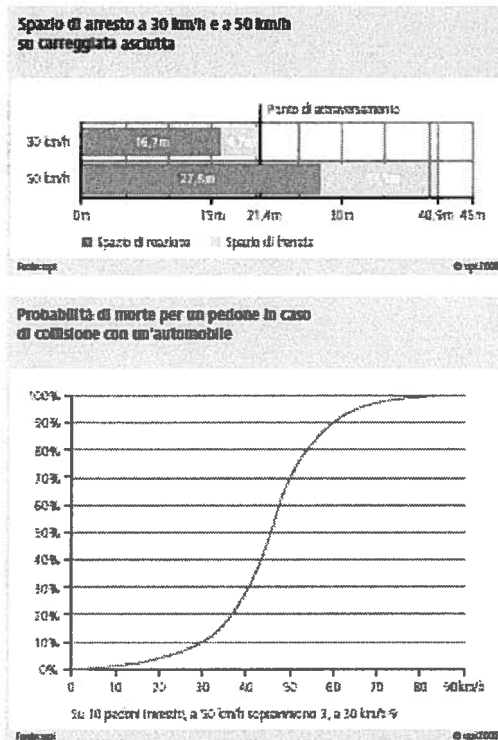 Spazio di arresto a 30 km/h e a 50 km/h
su carreggiata asciutta
Punto di attraversamento
30 km/h
16,7m
50 km/h
0m 15m 21,4m 30m 40,9m 45m
Spazio di reazione Spazio di frenata
Probabilità di morte per un pedone in caso
di collisione con un'automobile
100%
90%
80%
70%
60%
50%
40%
30%
20%
10%
0%
0 10 20 30 40 50 60 70 80 90 km/h
Su 10 pedoni investiti, a 50 km/h sopravvivono 3, a 30 km/h 9